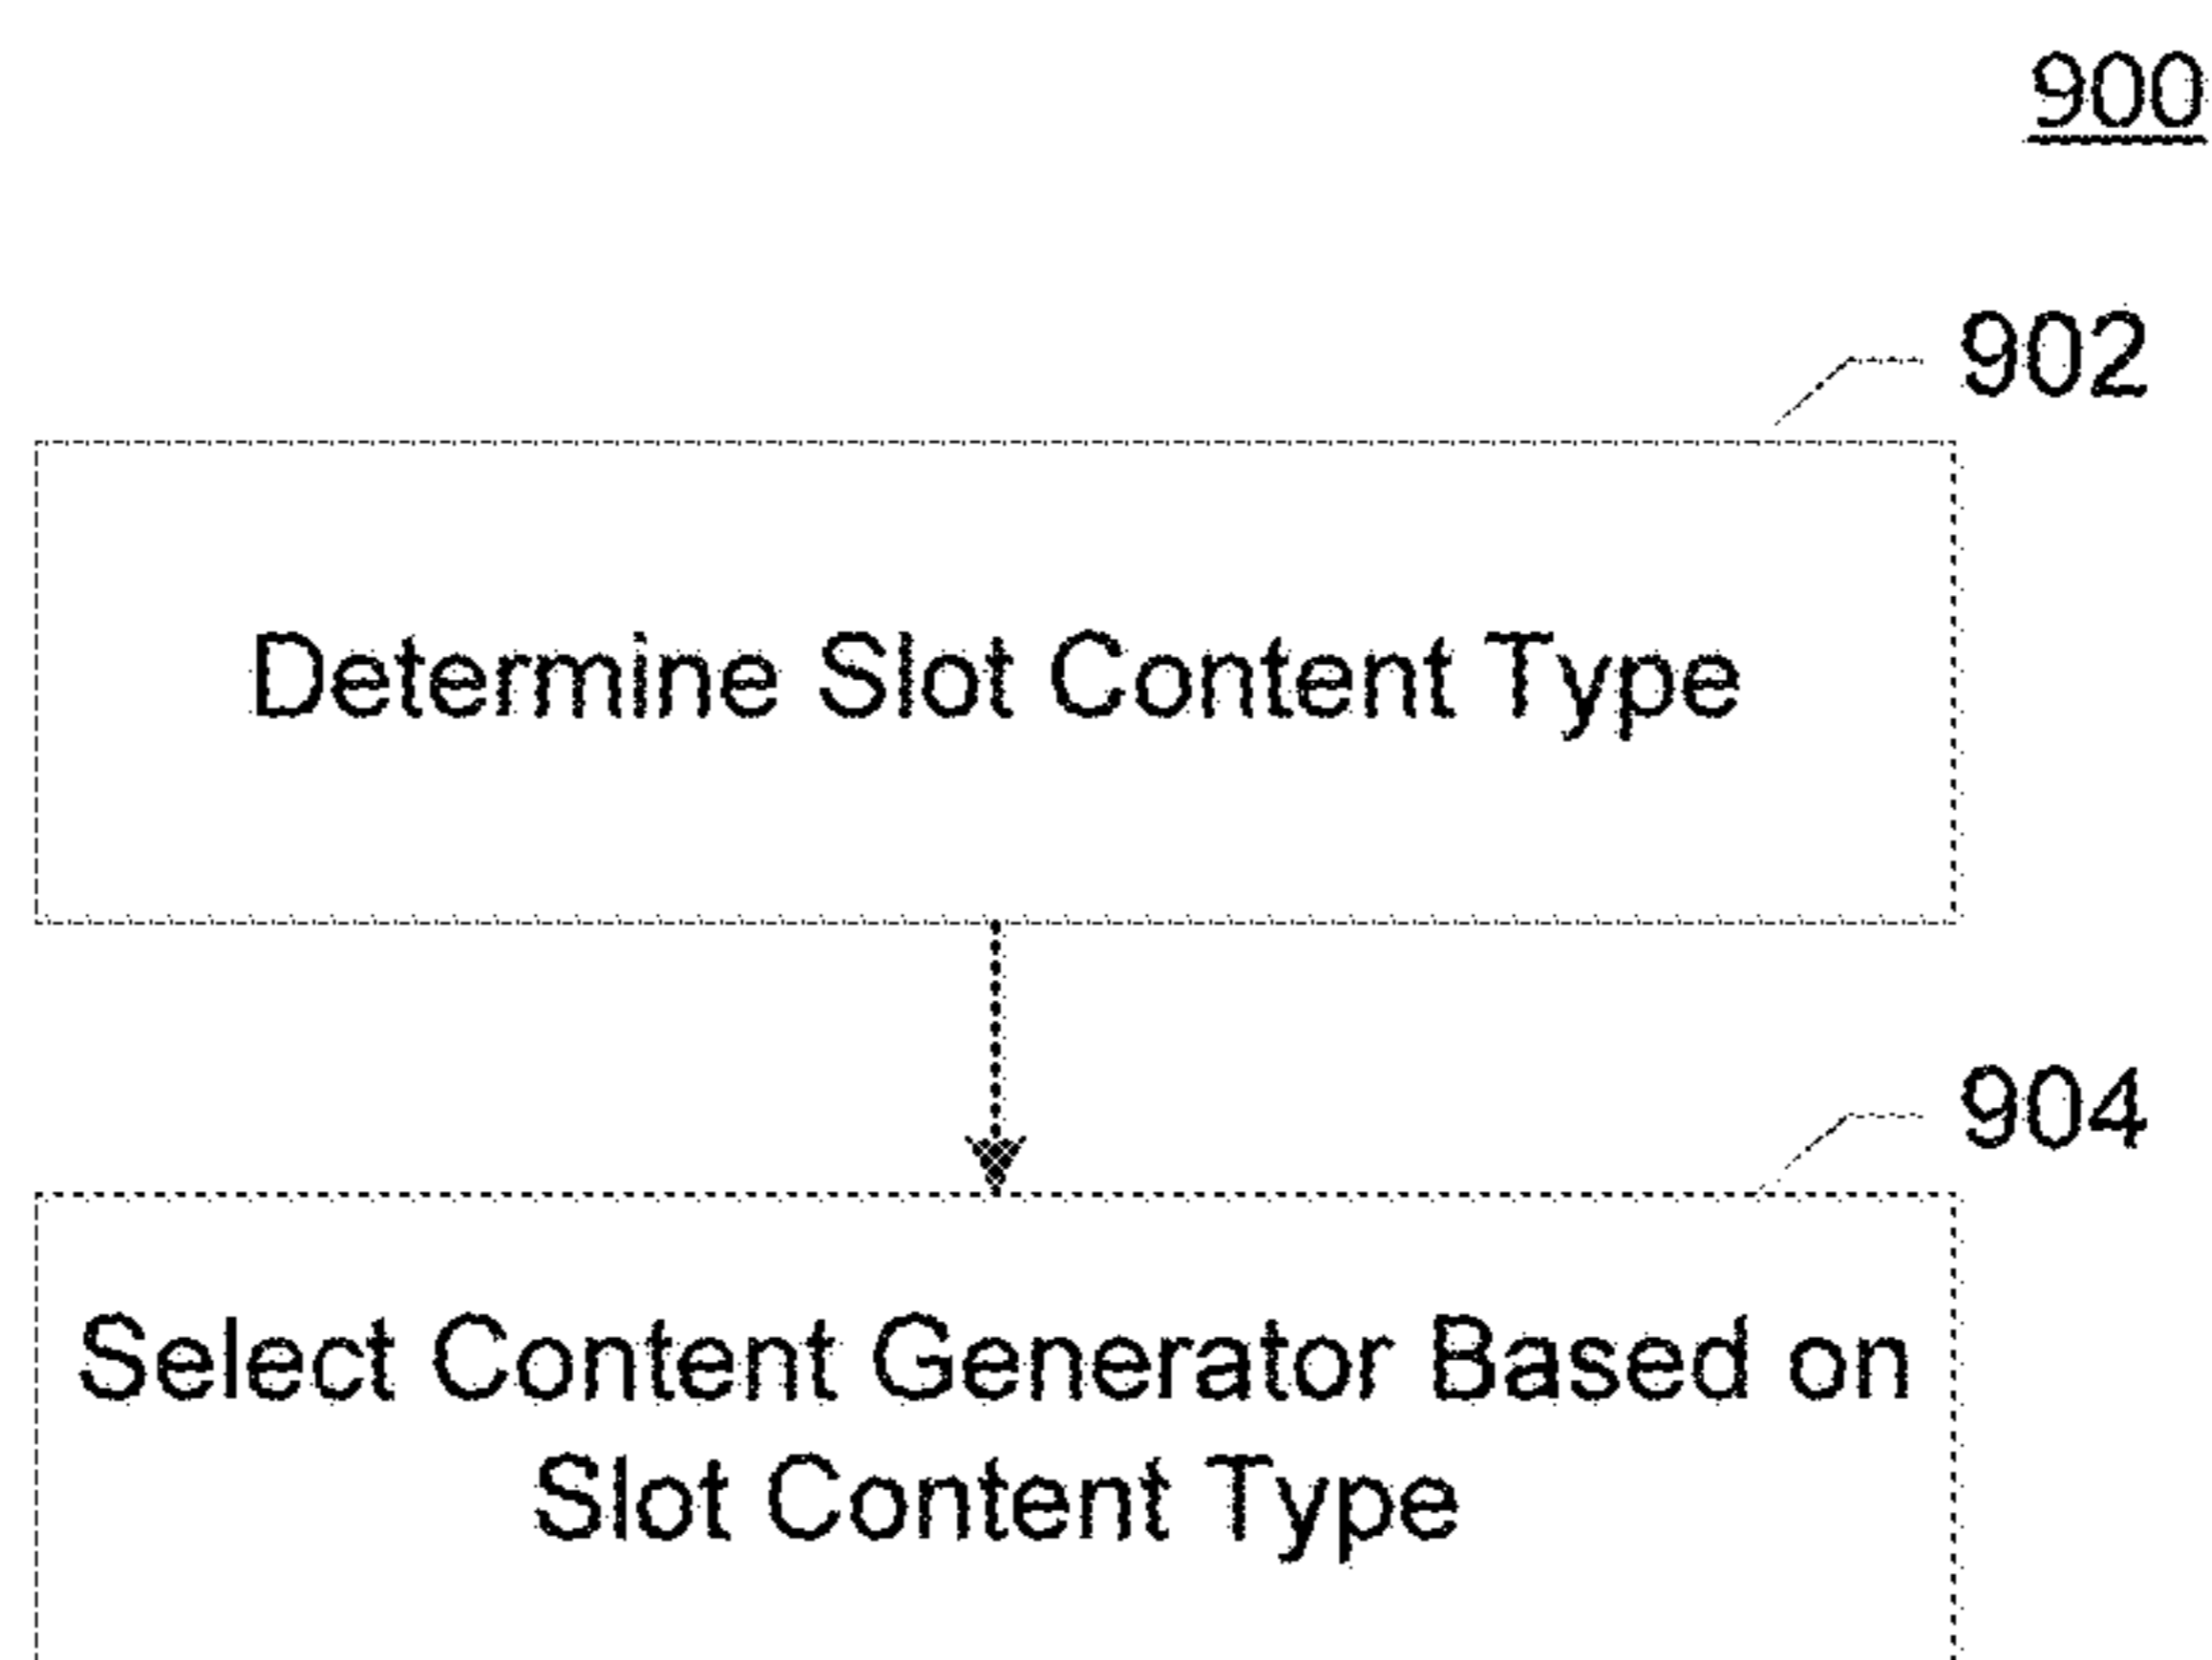 900
902
Determine Slot Content Type
904
Select Content Generator Based on
Slot Content Type